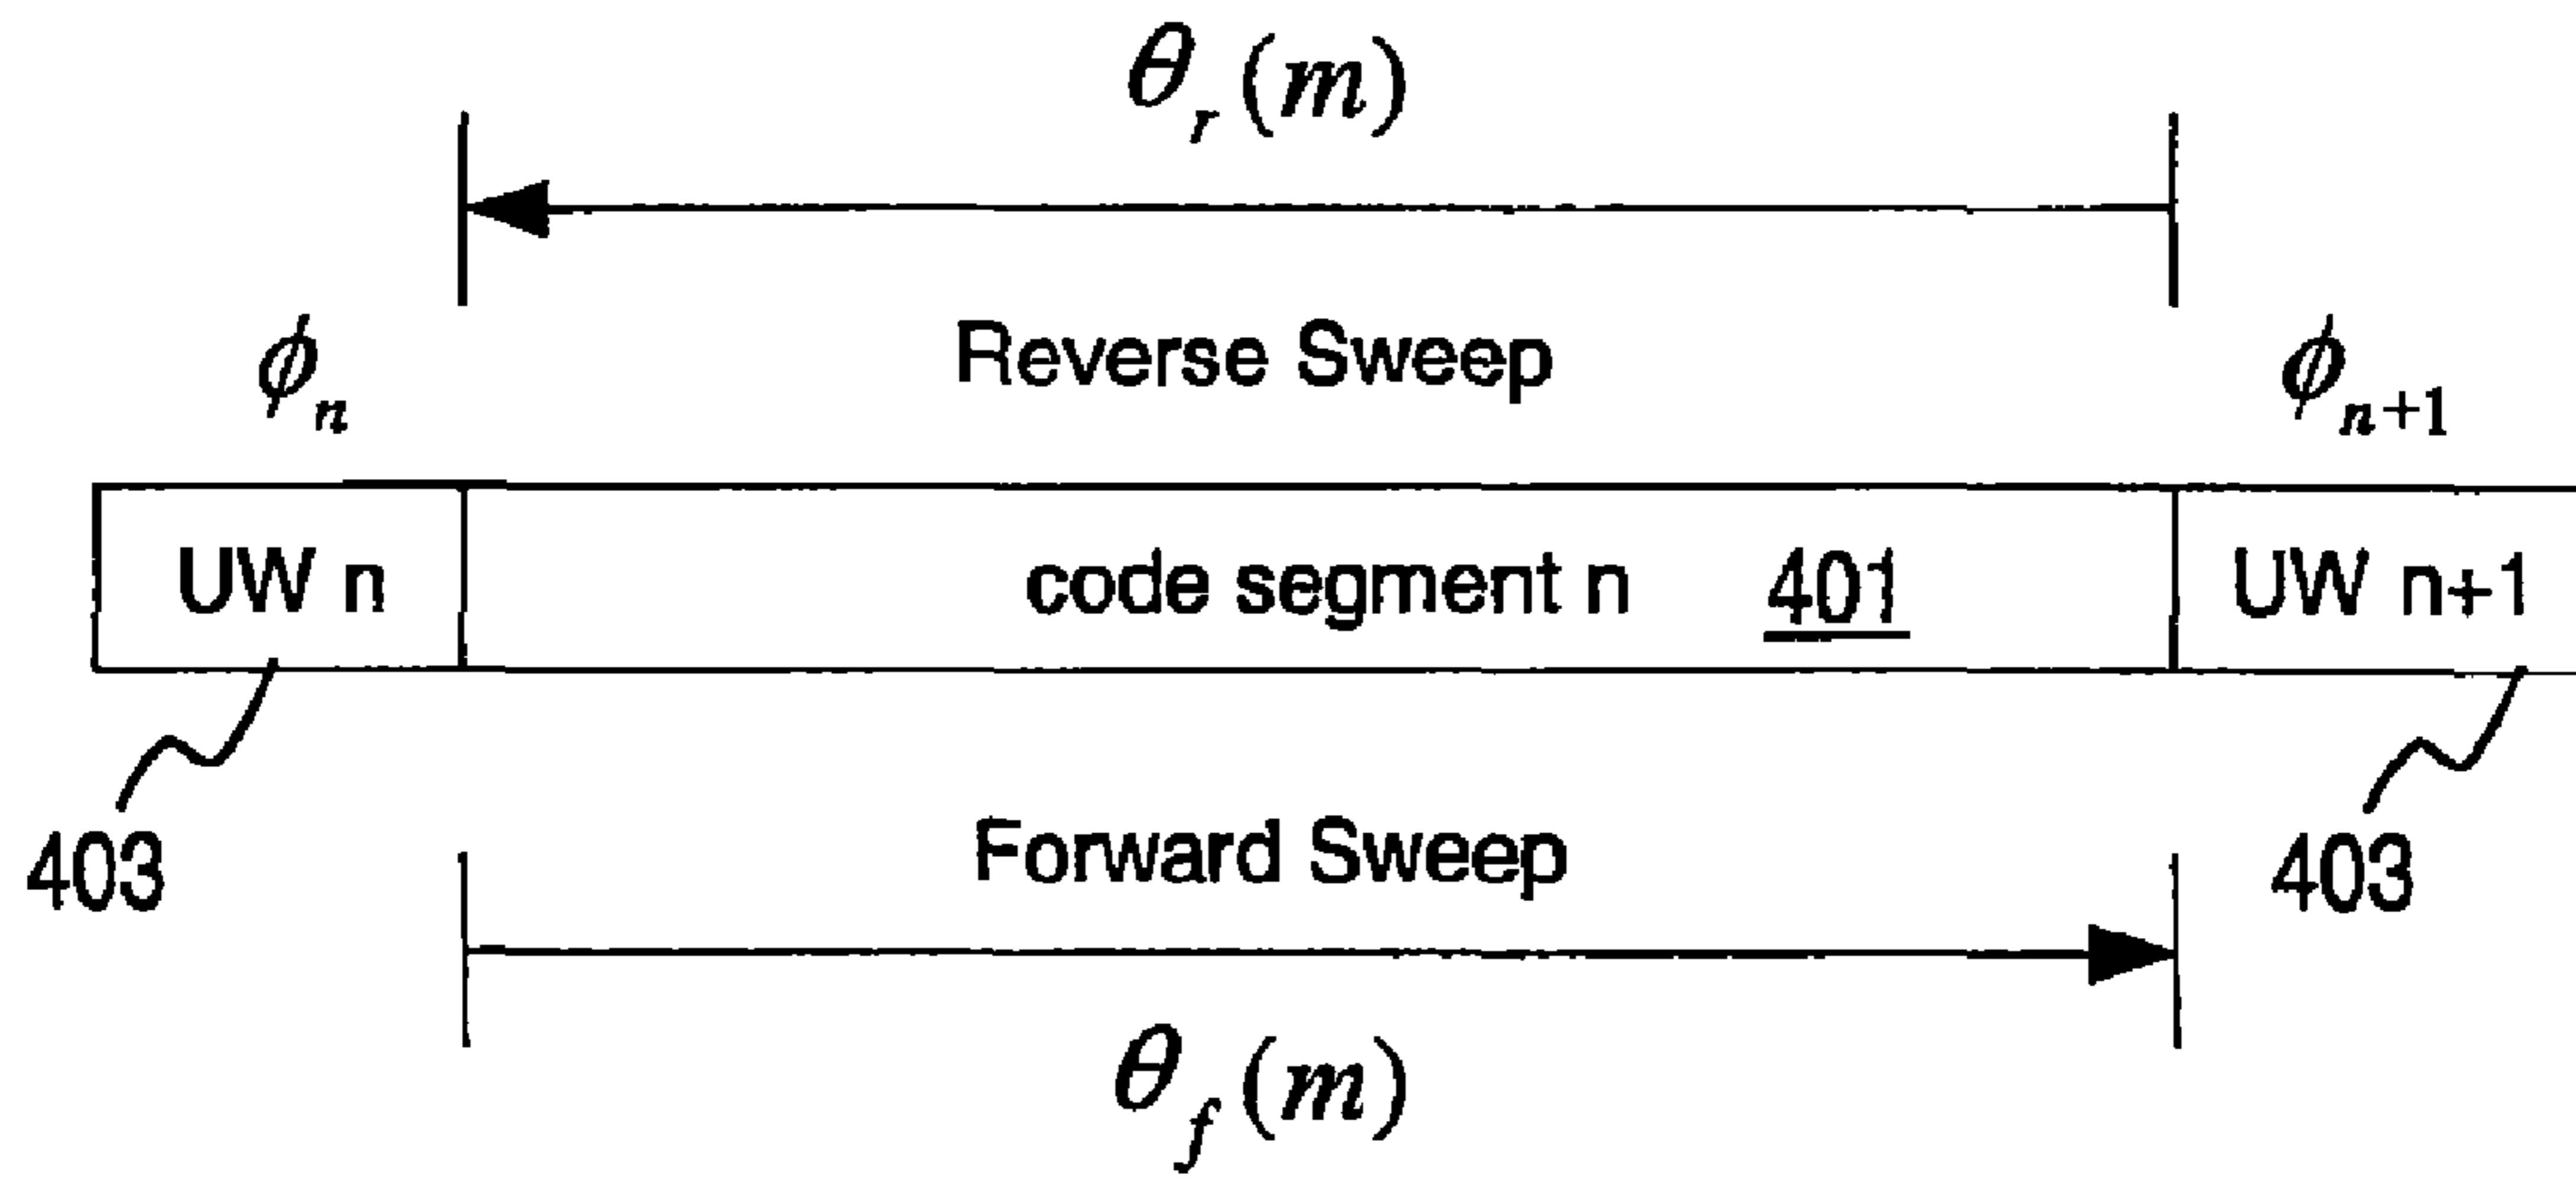 θr(m)
Reverse Sweep
ϕn
ϕn+1
UW n
code segment n 401
UW n+1
403
Forward Sweep
403
θf(m)